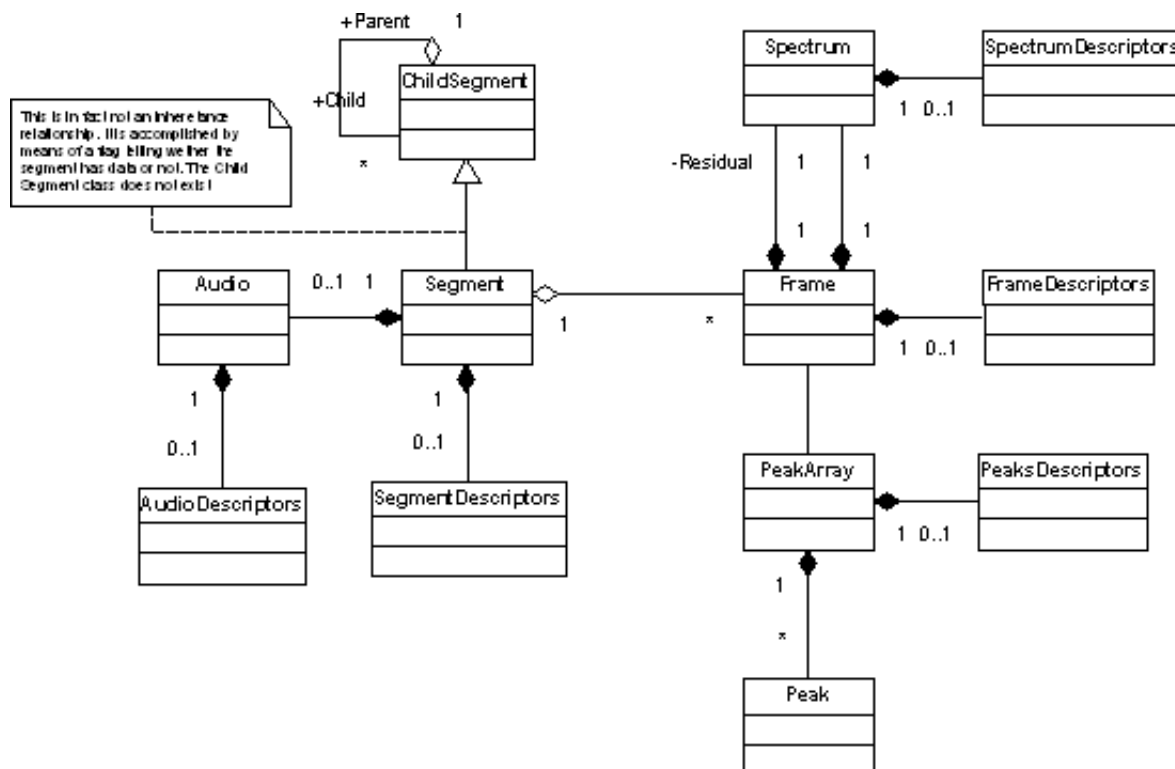 +Parent 1
Spectrum
SpectrumDescriptors
ChildSegment
+Child
*
1 0..1
This is in fact not an inheretance
relationship. It is accomplished by
means of a flag telling wether the
segment has data or not. The Child
Segment class does not exist
-Residual 1 1
1 1
Audio
0..1 1
Segment
Frame
FrameDescriptors
1 *
1 0..1
1
0..1
1
0..1
AudioDescriptors
SegmentDescriptors
PeakArray
PeaksDescriptors
1 0..1
1
*
Peak